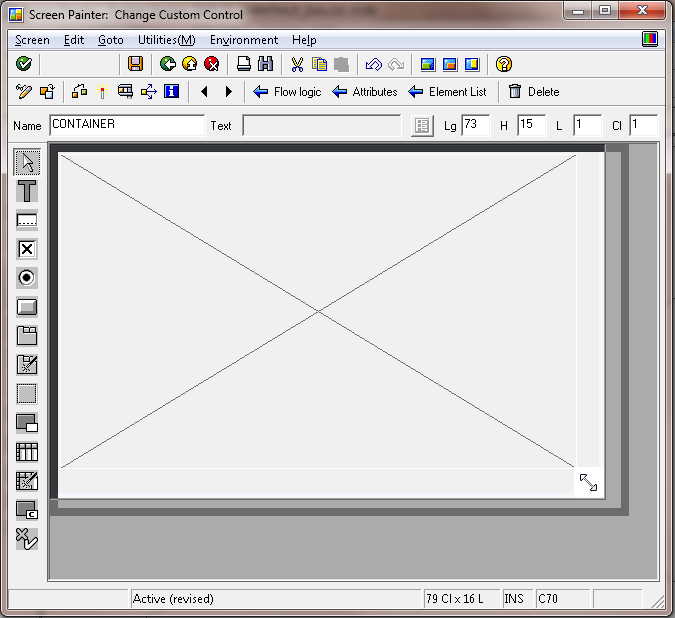 Screen Painter: Change Custom Control
Screen Edit Goto Utilities(M) Environment Help
Flow logic Attributes Element List Delete
Name CONTAINER Text Lg 73 H 15 L 1 Cl 1
Active (revised) 79 Cl x 16 L INS C70